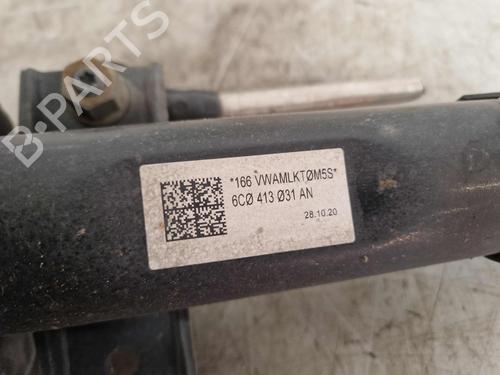 B-PARTS
*166 VWAMLKTØM5S*
6CØ 413 Ø31 AN
28.10.20